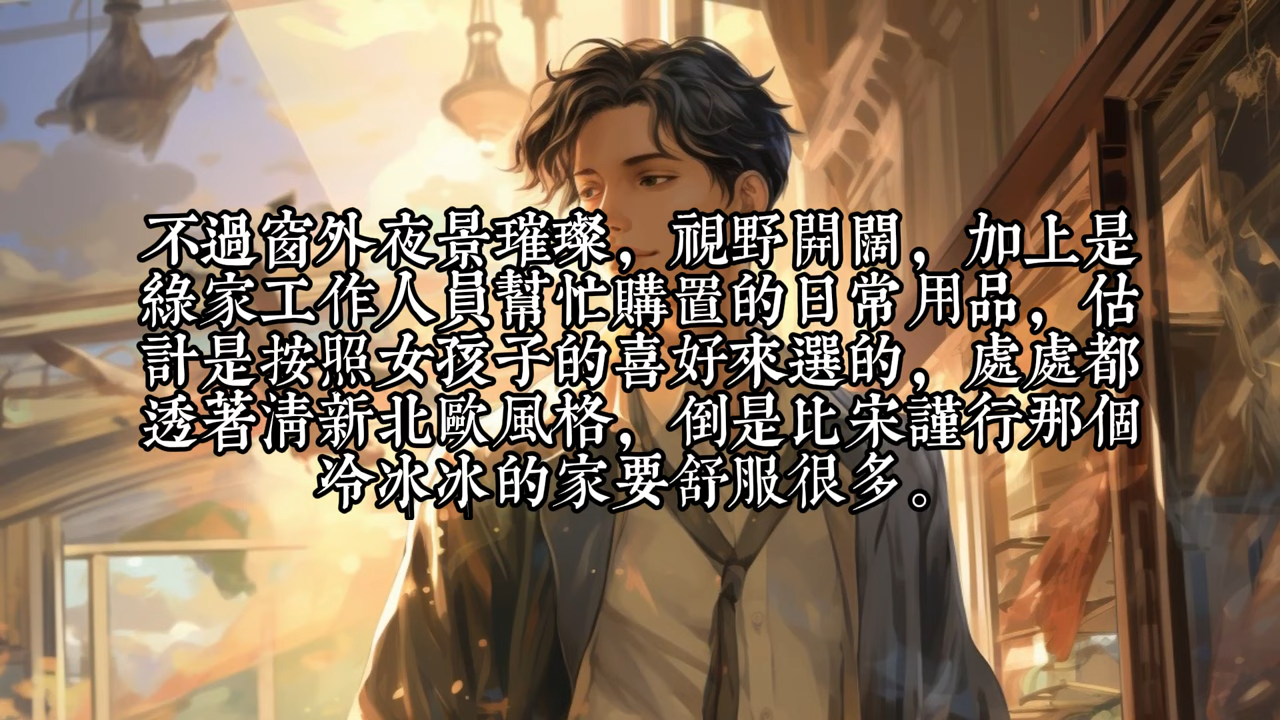 不過窗外夜景璀璨，視野開闊，加上是
綠家工作人員幫忙購置的日常用品，估
計是按照女孩子的喜好來選的，處處都
透著清新北歐風格，倒是比宋謹行那個
冷冰冰的家要舒服很多。